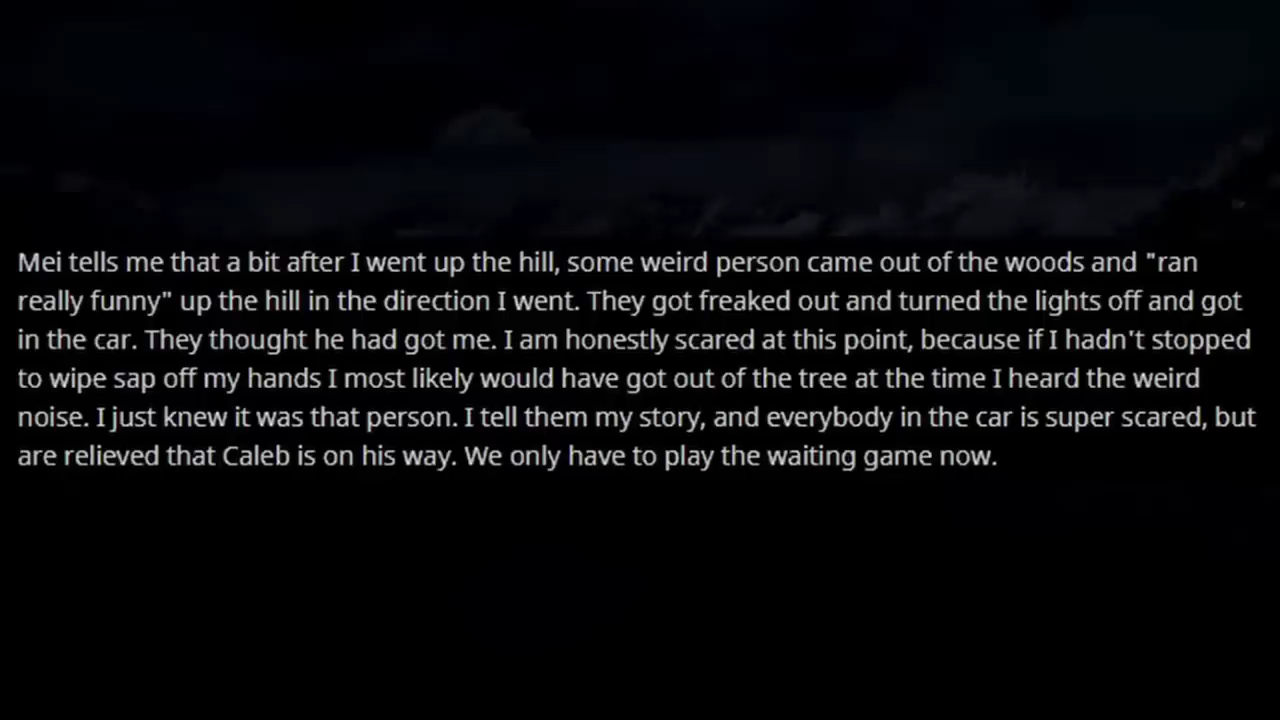 Mei tells me that a bit after I went up the hill, some weird person came out of the woods and "ran
really funny" up the hill in the direction I went. They got freaked out and turned the lights off and got
in the car. They thought he had got me. I am honestly scared at this point, because if I hadn't stopped
to wipe sap off my hands I most likely would have got out of the tree at the time I heard the weird
noise. I just knew it was that person. I tell them my story, and everybody in the car is super scared, but
are relieved that Caleb is on his way. We only have to play the waiting game now.